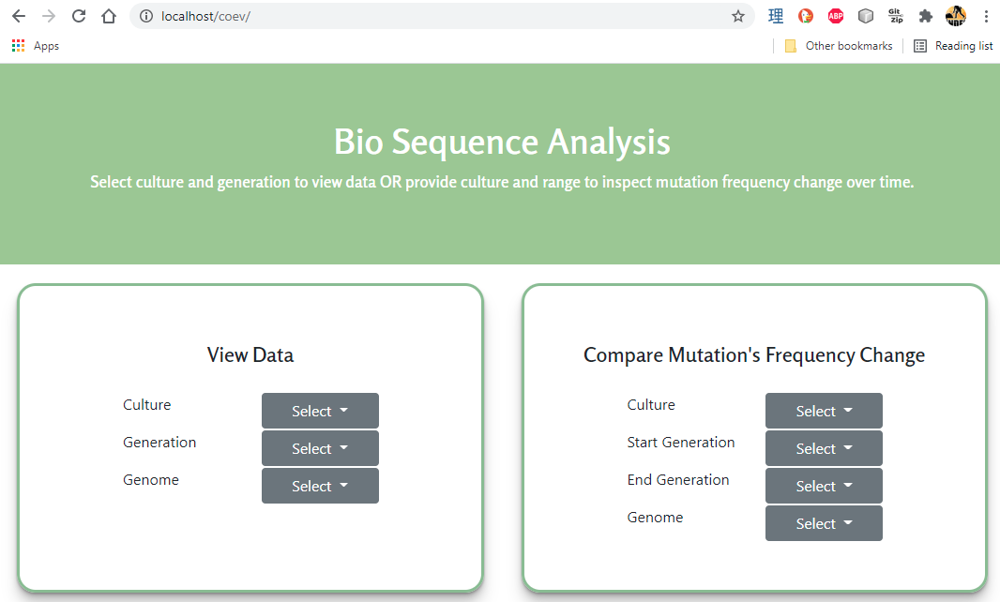 localhost/coev/
理
ABP
Git
Zip
Apps
Other bookmarks
Reading list
Bio Sequence Analysis
Select culture and generation to view data OR provide culture and range to inspect mutation frequency change over time.
View Data
Culture Select
Generation Select
Genome Select
Compare Mutation's Frequency Change
Culture Select
Start Generation Select
End Generation Select
Genome Select